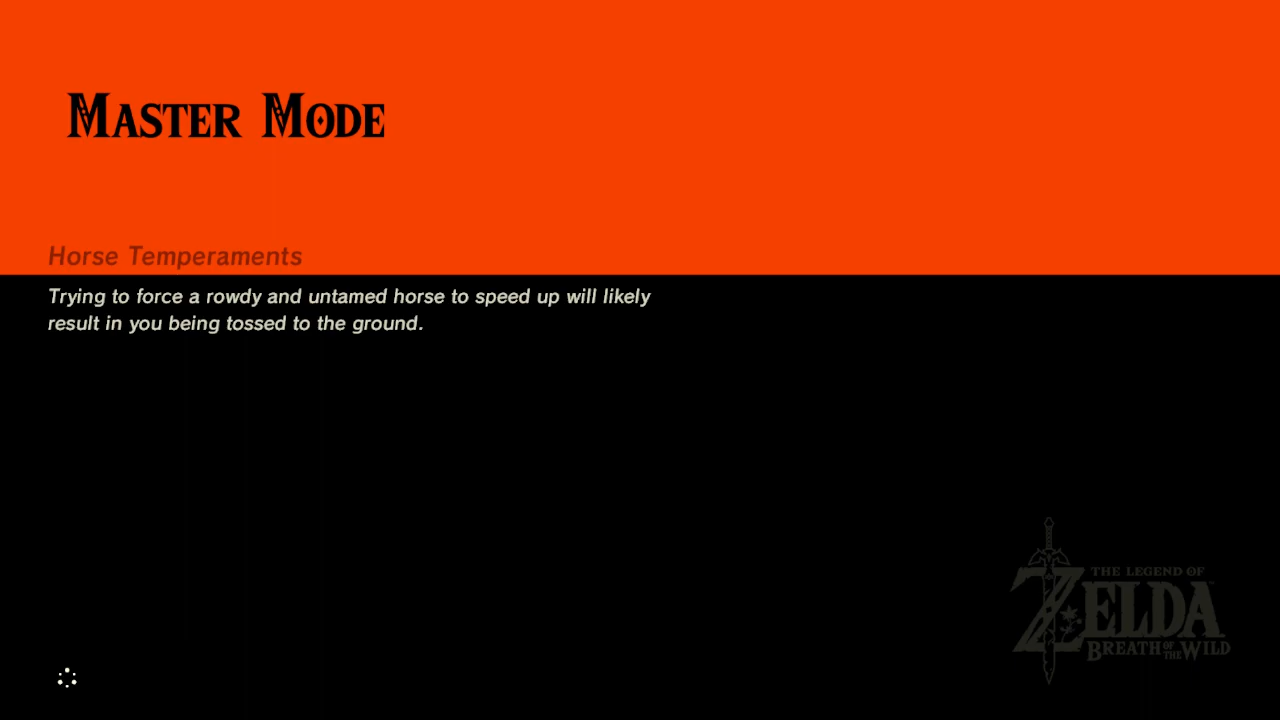 Master Mode
Horse Temperaments
Trying to force a rowdy and untamed horse to speed up will likely
result in you being tossed to the ground.
THE LEGEND OF
ZELDA
BREATH OF THE WILD